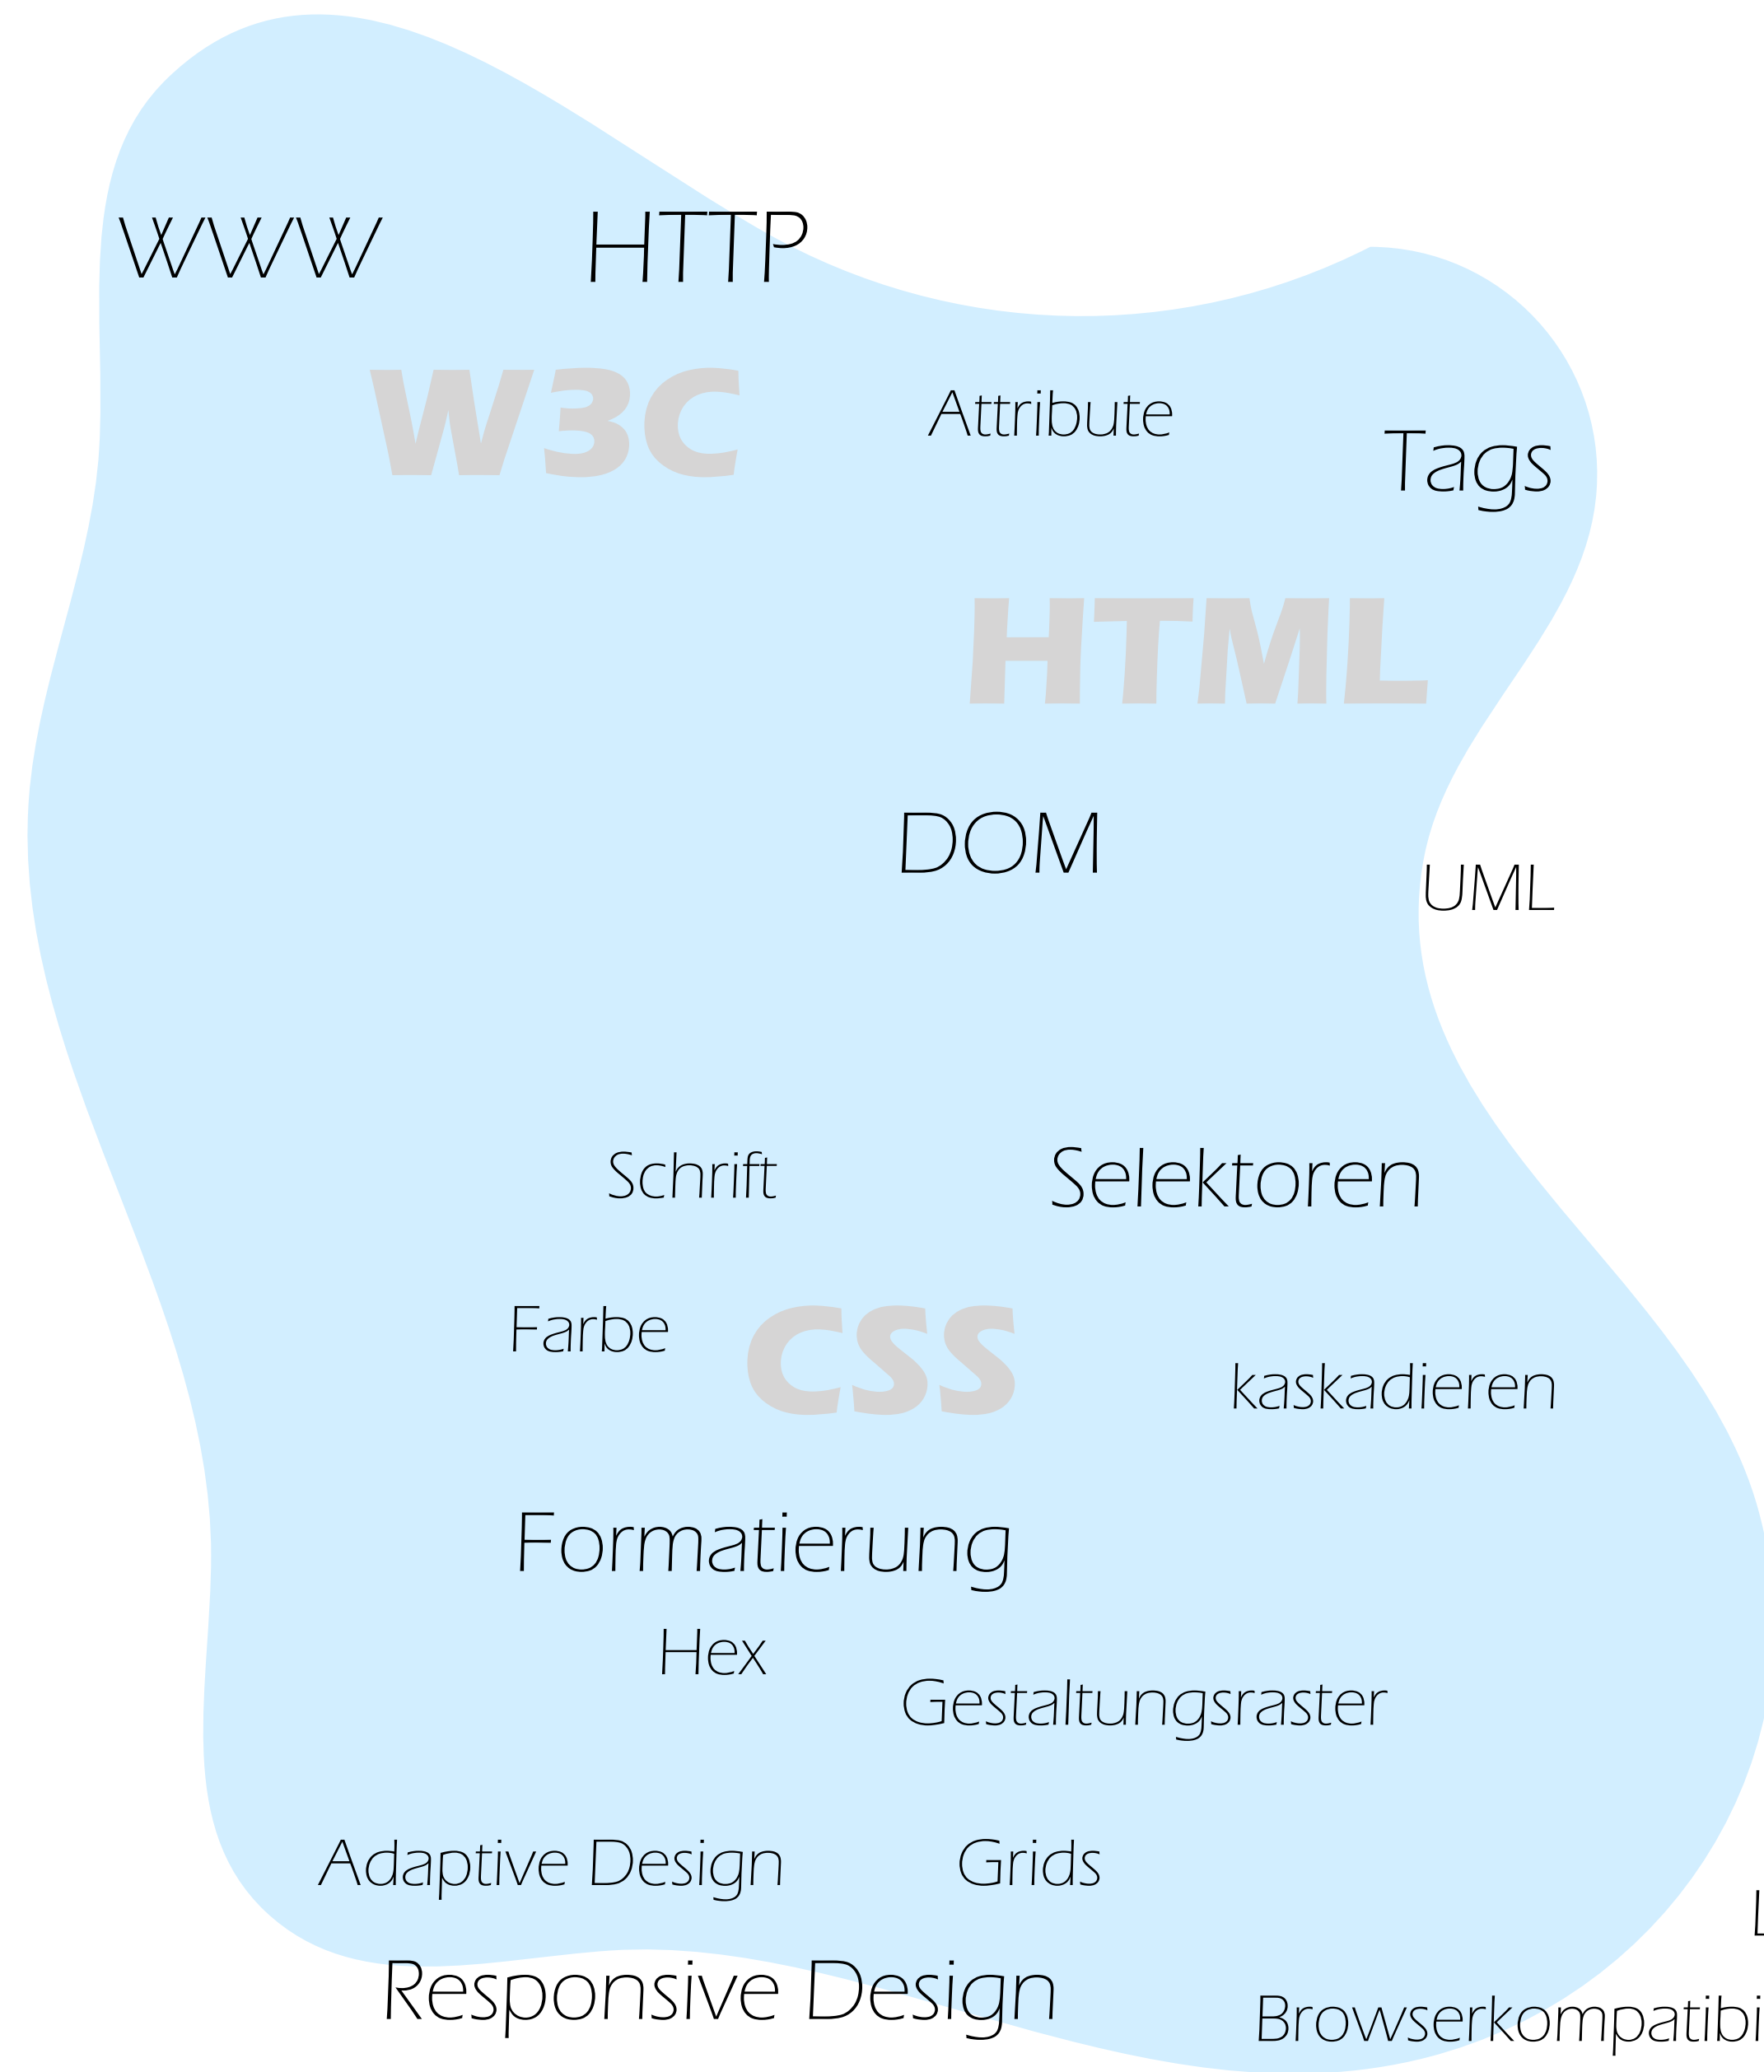 WWW
HTTP
W3C
Attribute
Tags
HTML
DOM
UML
Schrift
Selektoren
Farbe
CSS
kaskadieren
Formatierung
Hex
Gestaltungsraster
Adaptive Design
Grids
Responsive Design